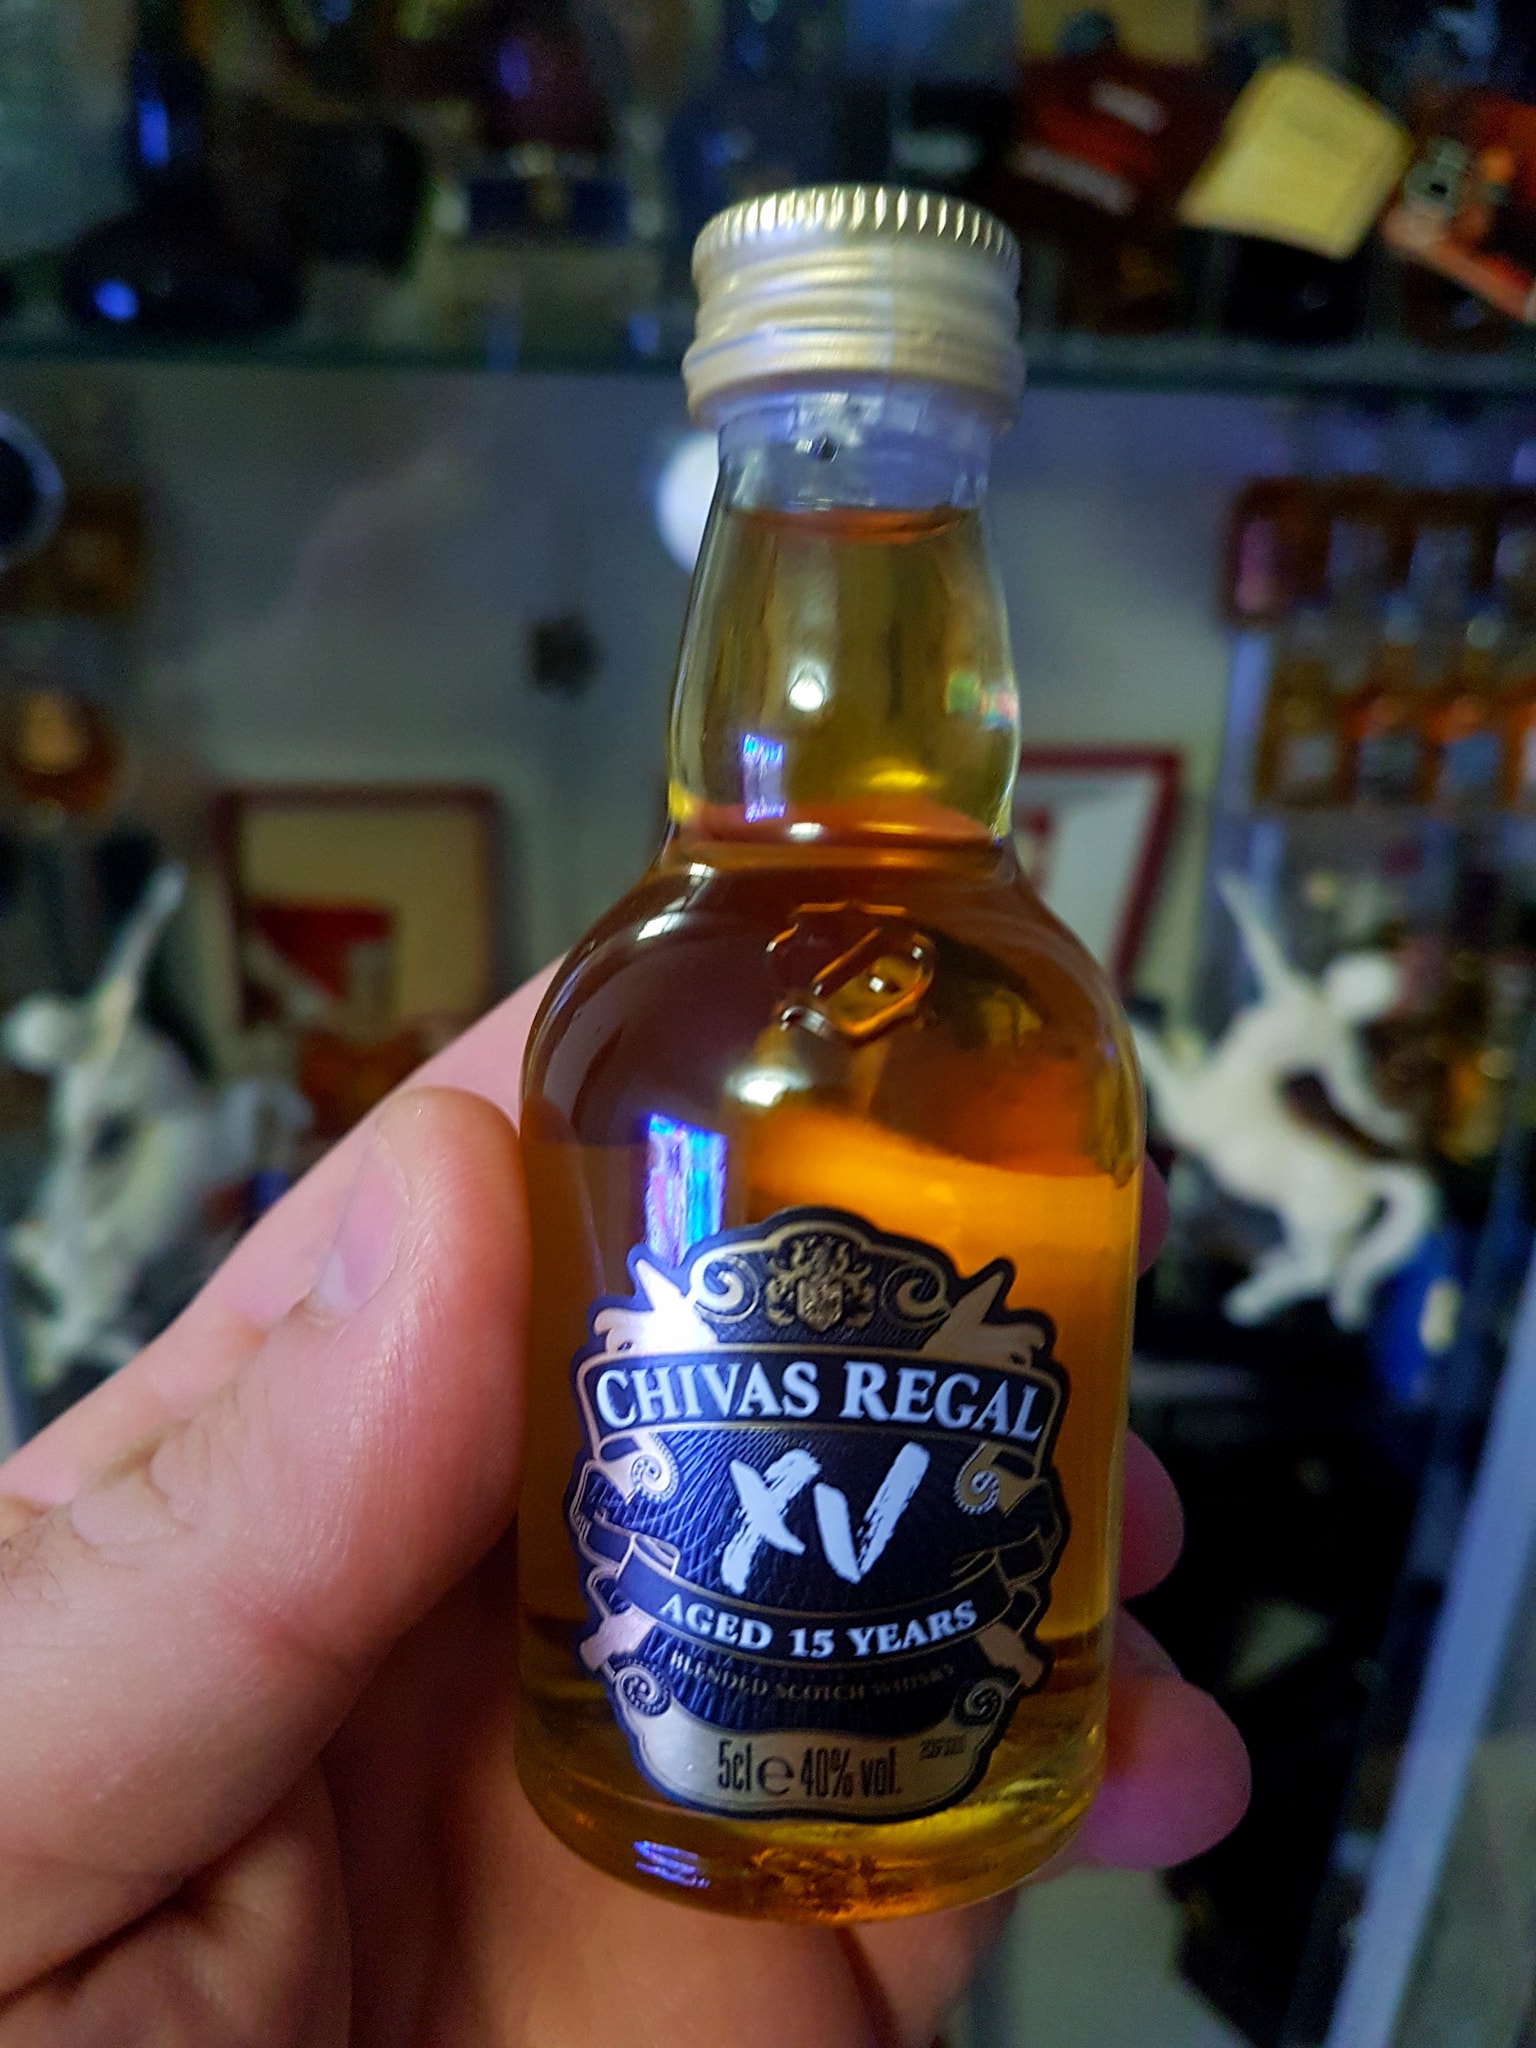 CHIVAS REGAL
XV
AGED 15 YEARS
BLENDED SCOTCH WHISKY
5cl e 40% vol.